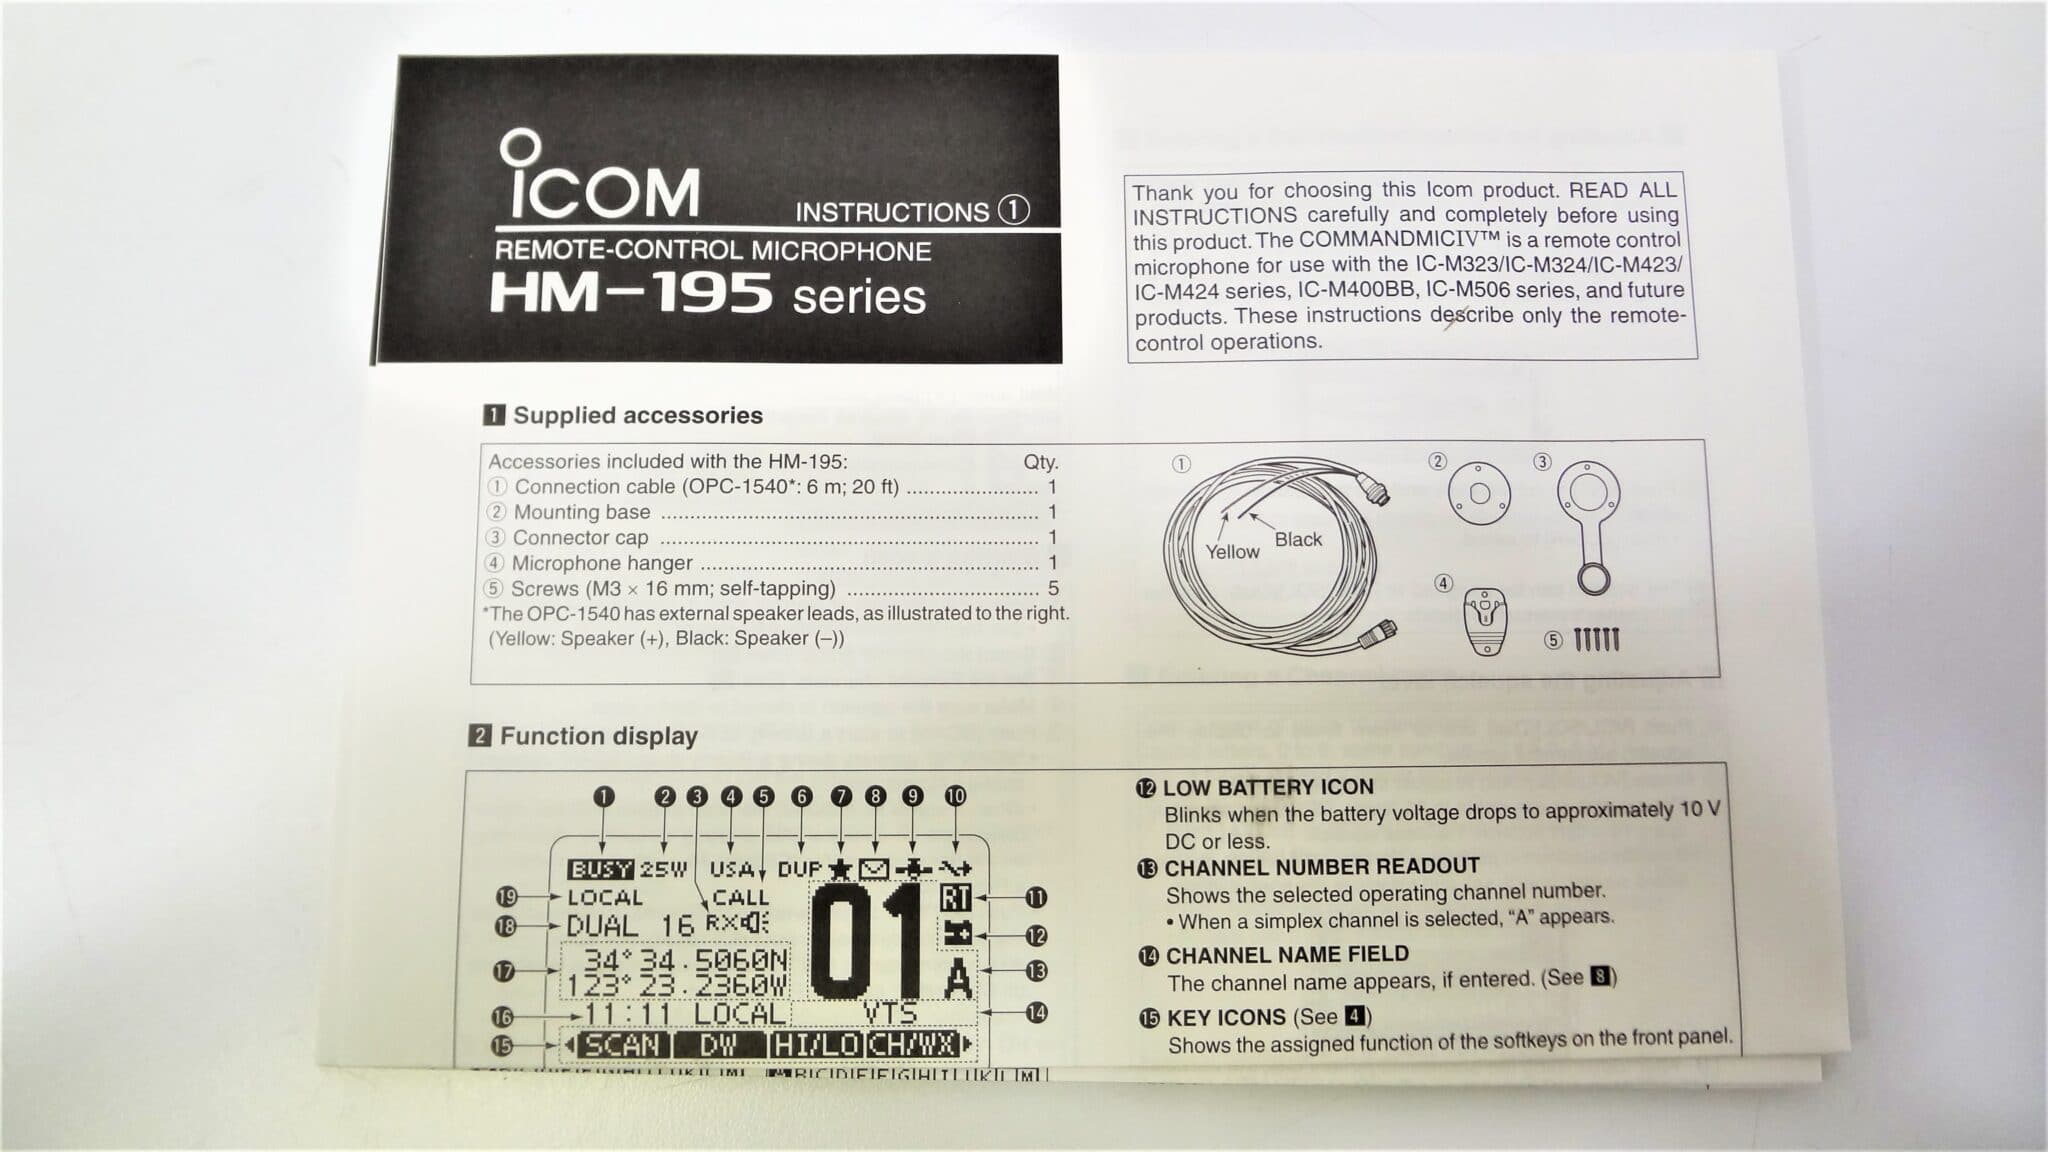 iCOM
INSTRUCTIONS ①
REMOTE-CONTROL MICROPHONE
HM-195 series
Thank you for choosing this Icom product. READ ALL
INSTRUCTIONS carefully and completely before using
this product. The COMMANDMICIV™ is a remote control
microphone for use with the IC-M323/IC-M324/IC-M423/
IC-M424 series, IC-M400BB, IC-M506 series, and future
products. These instructions describe only the remote-
control operations.
1 Supplied accessories
Accessories included with the HM-195: Qty.
① Connection cable (OPC-1540*: 6 m; 20 ft) ........................ 1
② Mounting base .................................................................... 1
③ Connector cap .................................................................... 1
④ Microphone hanger ............................................................. 1
⑤ Screws (M3 × 16 mm; self-tapping) ................................... 5
*The OPC-1540 has external speaker leads, as illustrated to the right.
(Yellow: Speaker (+), Black: Speaker (–))
① ② ③
Yellow Black
④
⑤
2 Function display
❶ ❷ ❸ ❹ ❺ ❻ ❼ ❽ ❾ ❿
BUSY 25W USA DUP
⓳ LOCAL CALL 01 RT ⓫
⓲ DUAL 16 RX ⓬
⓱ 34°34.5060N
123°23.2360W A ⓭
⓰ 11:11 LOCAL VTS ⓮
⓯ SCAN DW HI/LO CH/WX
⓬ LOW BATTERY ICON
Blinks when the battery voltage drops to approximately 10 V
DC or less.
⓭ CHANNEL NUMBER READOUT
Shows the selected operating channel number.
• When a simplex channel is selected, “A” appears.
⓮ CHANNEL NAME FIELD
The channel name appears, if entered. (See 8)
⓯ KEY ICONS (See 4)
Shows the assigned function of the softkeys on the front panel.